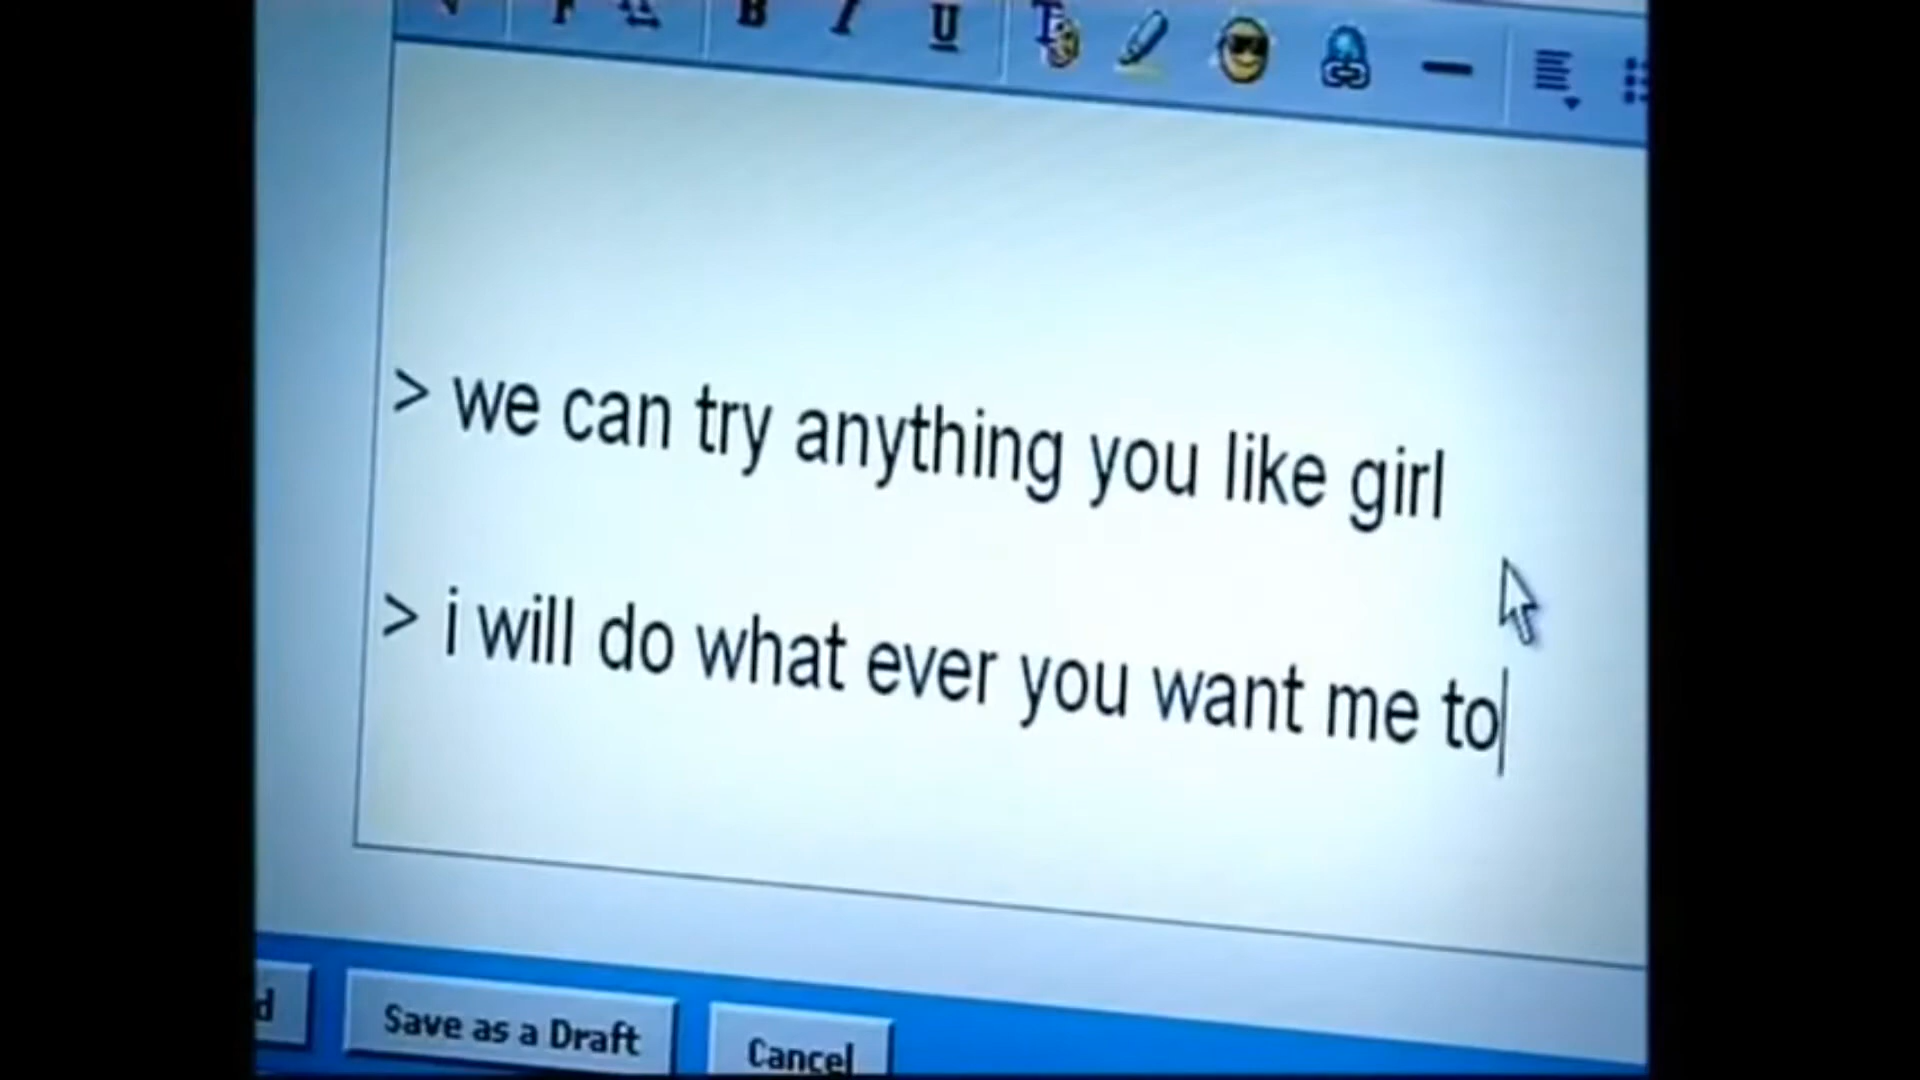 B I U
> we can try anything you like girl
> i will do what ever you want me to
d Save as a Draft Cancel